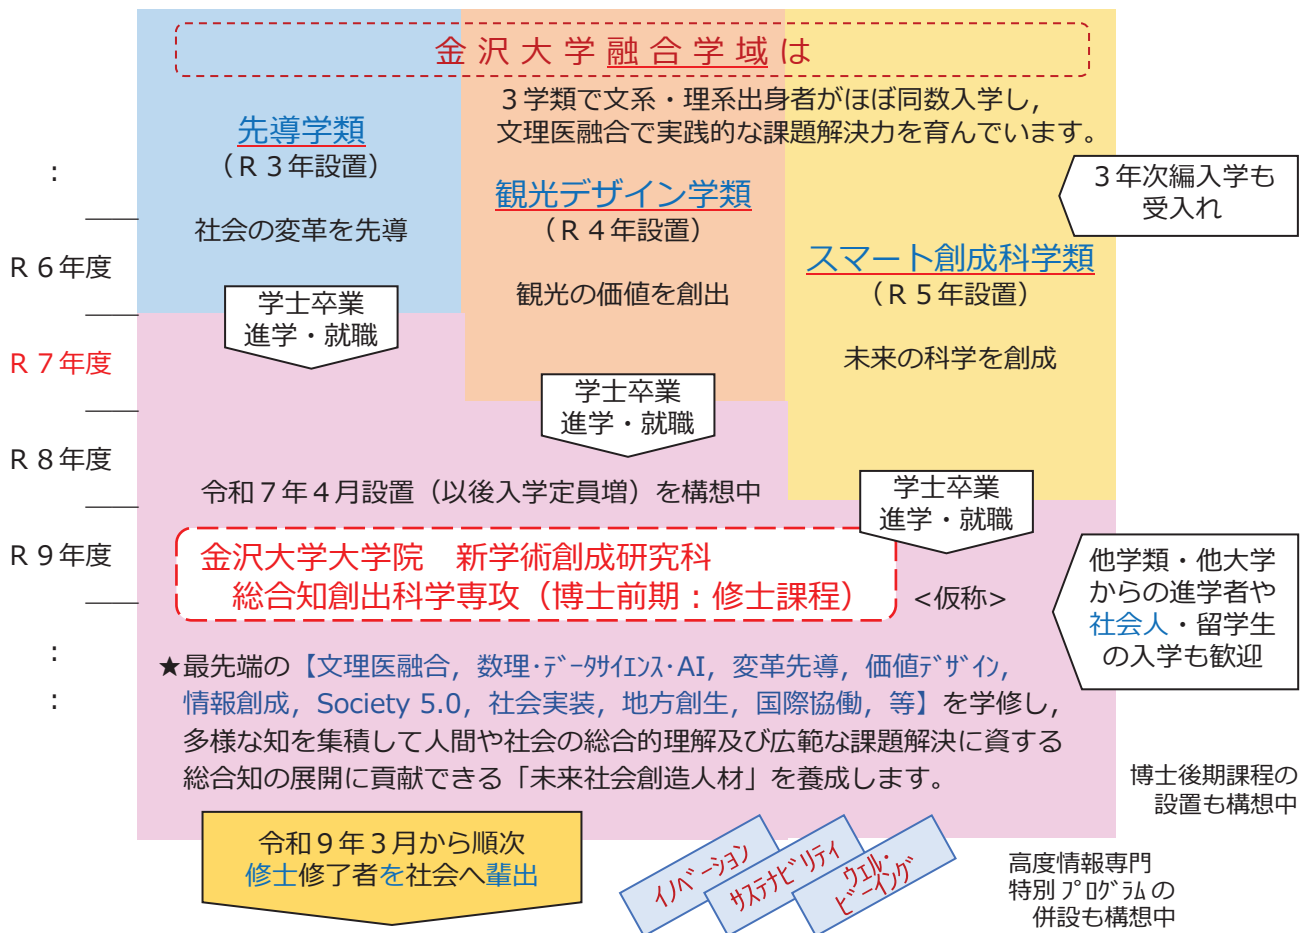 金沢大学融合学域は
3学類で文系・理系出身者がほぼ同数入学し，
文理医融合で実践的な課題解決力を育んでいます。
先導学類
（R３年設置）
社会の変革を先導
観光デザイン学類
（R４年設置）
観光の価値を創出
スマート創成科学類
（R５年設置）
未来の科学を創成
3年次編入学も
受入れ
：
R６年度
R７年度
R８年度
R９年度
：
：
学士卒業
進学・就職
学士卒業
進学・就職
学士卒業
進学・就職
令和７年４月設置（以後入学定員増）を構想中
金沢大学大学院　新学術創成研究科
総合知創出科学専攻（博士前期：修士課程）
<仮称>
他学類・他大学
からの進学者や
社会人・留学生
の入学も歓迎
★最先端の【文理医融合，数理･ﾃﾞｰﾀｻｲｴﾝｽ･AI，変革先導，価値ﾃﾞｻﾞｲﾝ，
情報創成，Society 5.0，社会実装，地方創生，国際協働，等】を学修し，
多様な知を集積して人間や社会の総合的理解及び広範な課題解決に資する
総合知の展開に貢献できる「未来社会創造人材」を養成します。
博士後期課程の
設置も構想中
令和９年３月から順次
修士修了者を社会へ輩出
ｲﾉﾍﾞｰｼｮﾝ
ｻｽﾃﾅﾋﾞﾘﾃｨ
ｳｪﾙ･
ﾋﾞｰｲﾝｸﾞ
高度情報専門
特別ﾌﾟﾛｸﾞﾗﾑの
併設も構想中